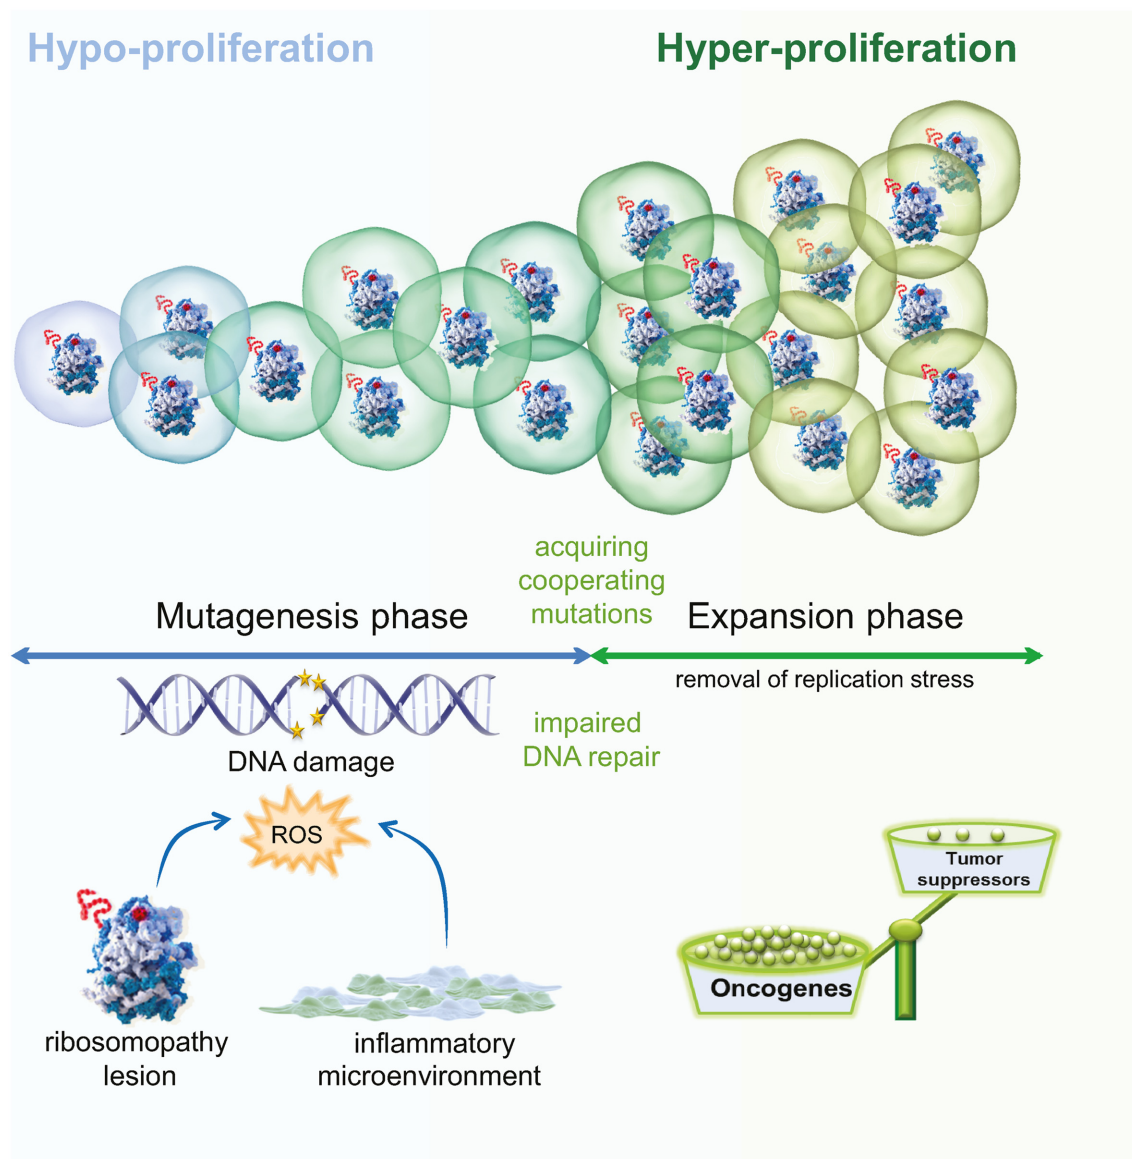 Hypo-proliferation
Hyper-proliferation
acquiring
cooperating
mutations
Mutagenesis phase
Expansion phase
removal of replication stress
impaired
DNA repair
DNA damage
ROS
Tumor
suppressors
Oncogenes
ribosomopathy
lesion
inflammatory
microenvironment